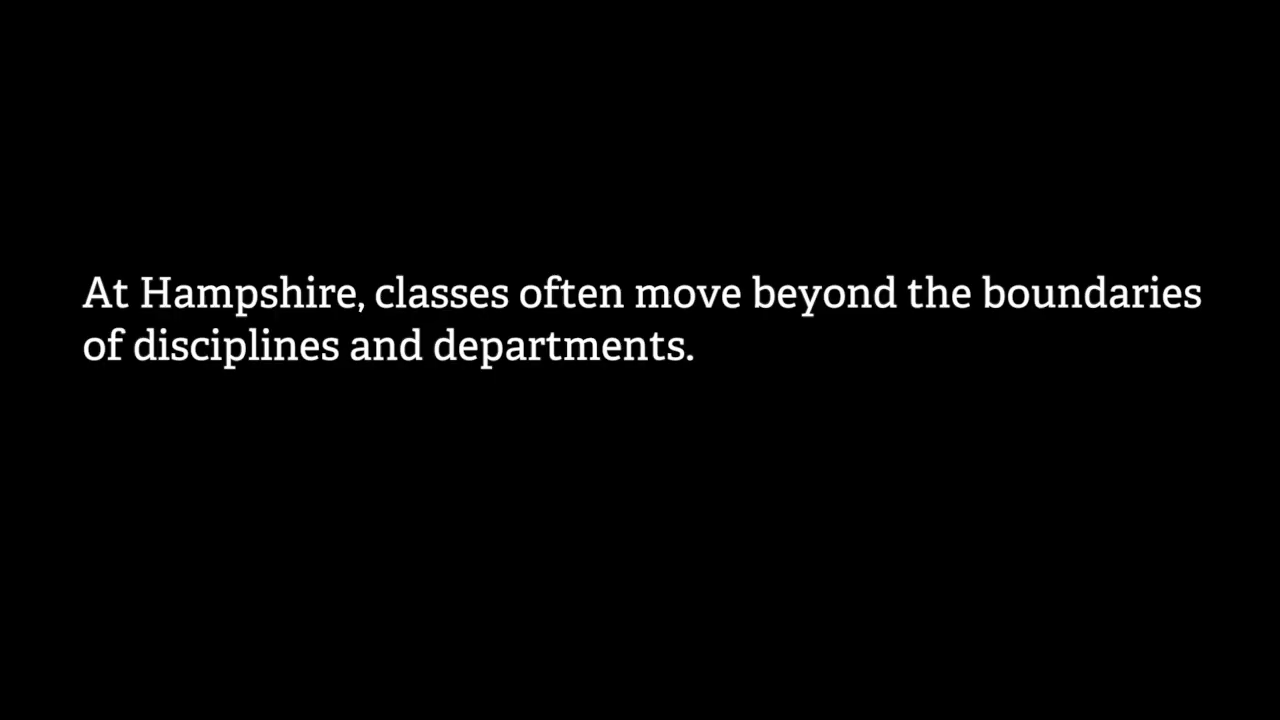 At Hampshire, classes often move beyond the boundaries
of disciplines and departments.